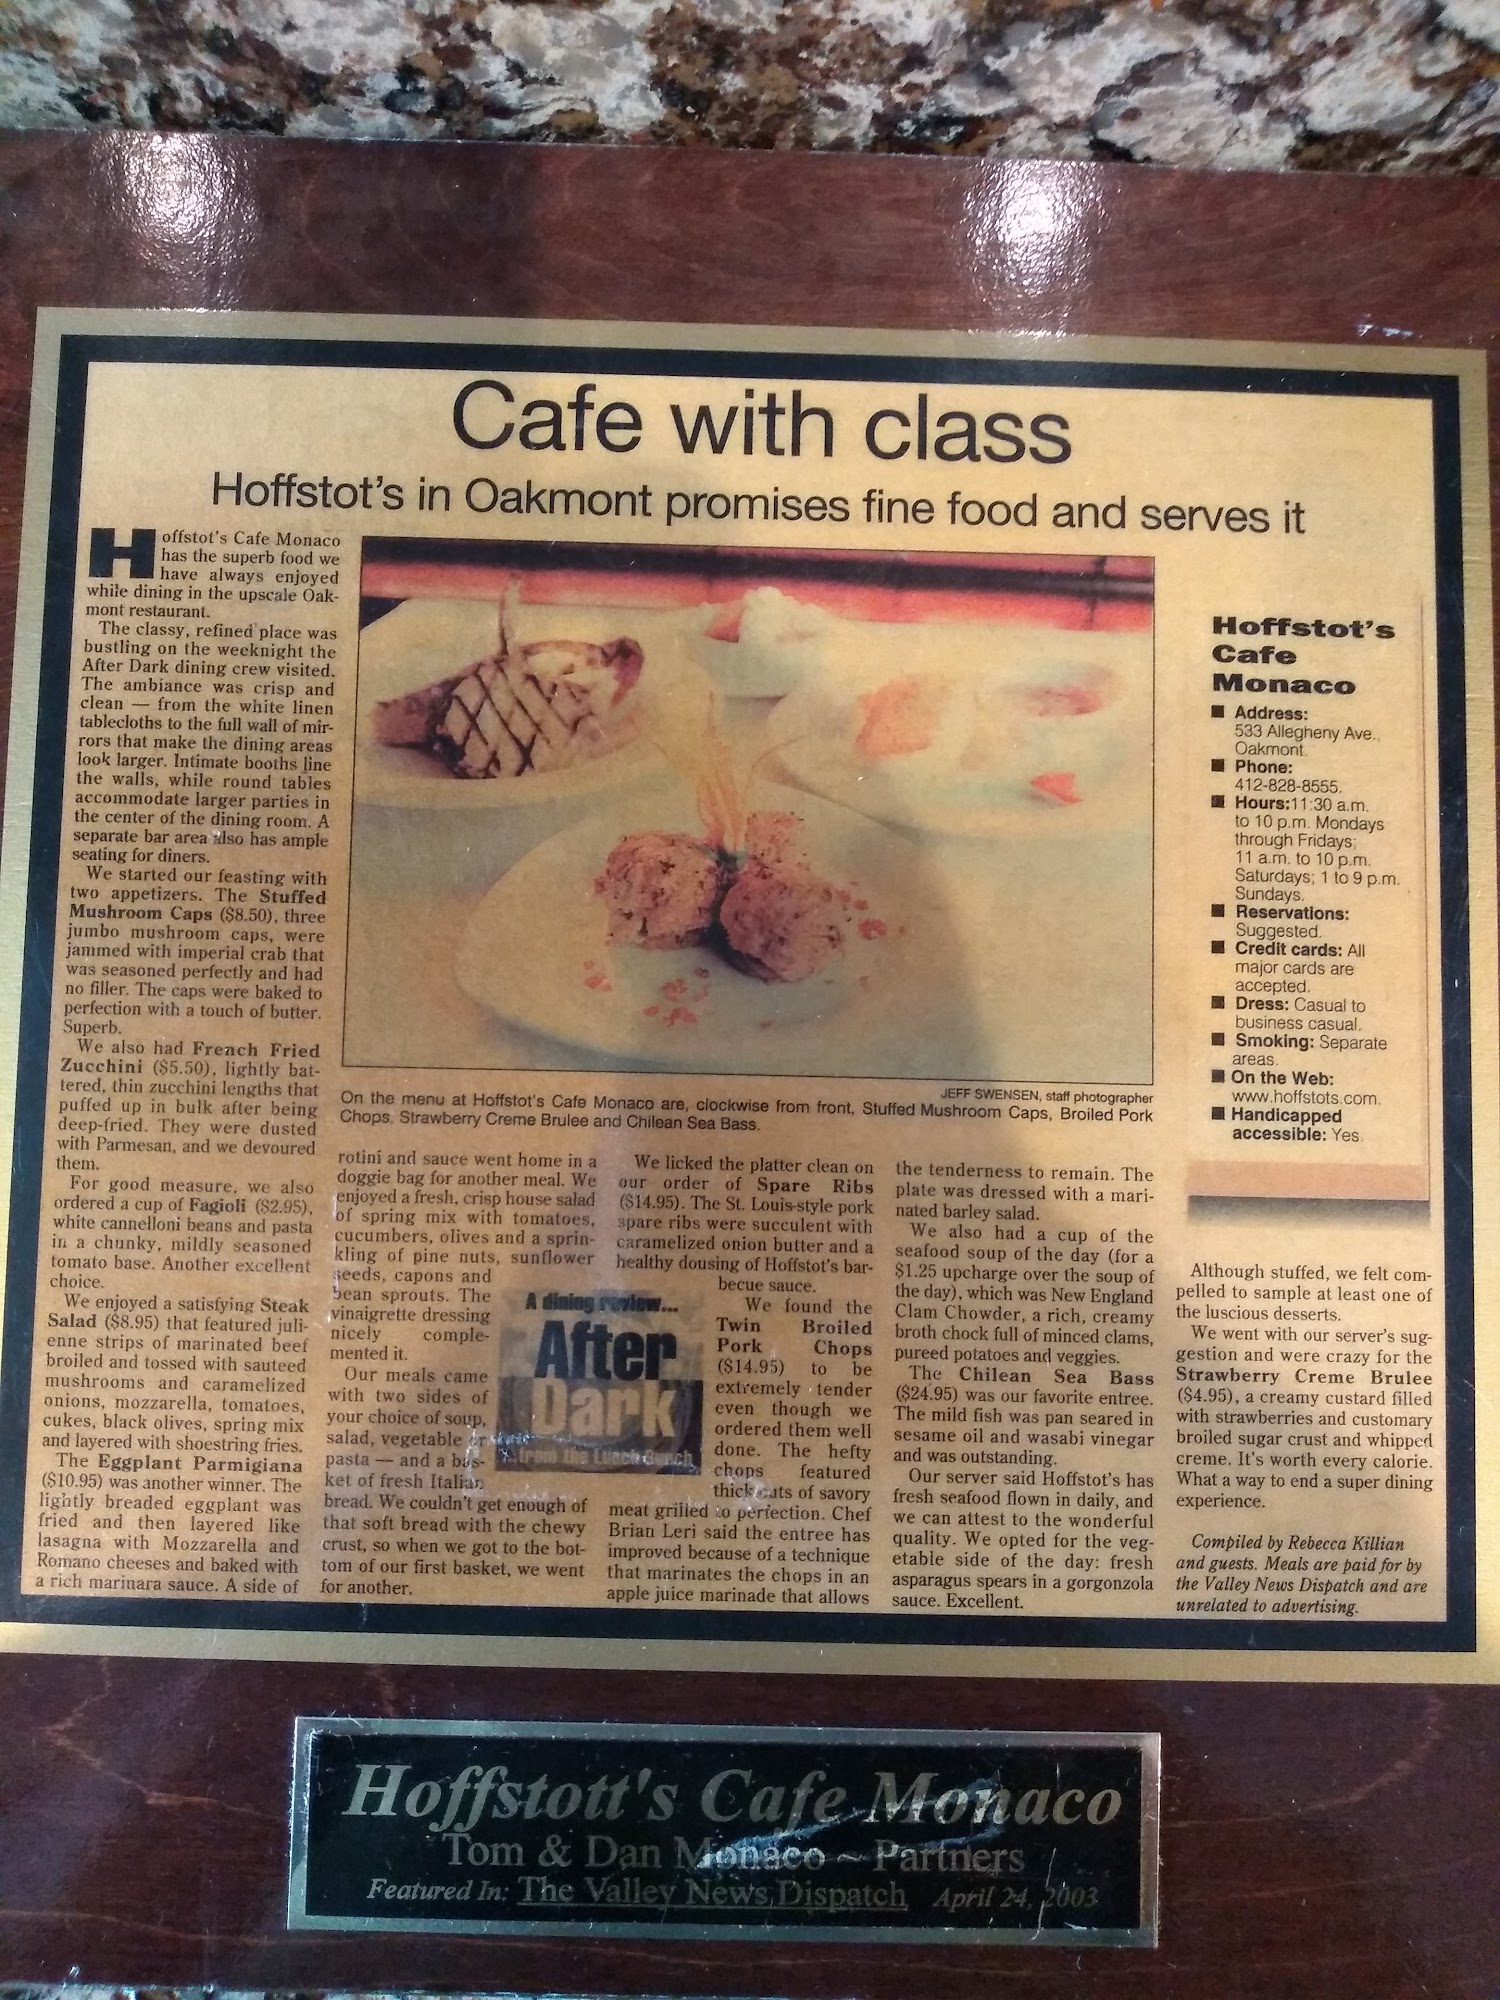 Cafe with class
Hoffstot's in Oakmont promises fine food and serves it
Hoffstot's Cafe Monaco
has the superb food we
have always enjoyed
while dining in the upscale Oak-
mont restaurant.
The classy, refined place was
bustling on the weeknight the
After Dark dining crew visited.
The ambiance was crisp and
clean — from the white linen
tablecloths to the full wall of mir-
rors that make the dining areas
look larger. Intimate booths line
the walls, while round tables
accommodate larger parties in
the center of the dining room. A
separate bar area also has ample
seating for diners.
We started our feasting with
two appetizers. The Stuffed
Mushroom Caps ($8.50), three
jumbo mushroom caps, were
jammed with imperial crab that
was seasoned perfectly and had
no filler. The caps were baked to
perfection with a touch of butter.
Superb.
We also had French Fried
Zucchini ($5.50), lightly bat-
tered, thin zucchini lengths that
puffed up in bulk after being
deep-fried. They were dusted
with Parmesan, and we devoured
them.
For good measure, we also
ordered a cup of Fagioli ($2.95),
white cannelloni beans and pasta
in a chunky, mildly seasoned
tomato base. Another excellent
choice.
We enjoyed a satisfying Steak
Salad ($8.95) that featured juli-
enne strips of marinated beef
broiled and tossed with sauteed
mushrooms and caramelized
onions, mozzarella, tomatoes,
cukes, black olives, spring mix
and layered with shoestring fries.
The Eggplant Parmigiana
($10.95) was another winner. The
lightly breaded eggplant was
fried and then layered like
lasagna with Mozzarella and
Romano cheeses and baked with
a rich marinara sauce. A side of
JEFF SWENSEN, staff photographer
On the menu at Hoffstot's Cafe Monaco are, clockwise from front, Stuffed Mushroom Caps, Broiled Pork
Chops, Strawberry Creme Brulee and Chilean Sea Bass.
rotini and sauce went home in a
doggie bag for another meal. We
enjoyed a fresh, crisp house salad
of spring mix with tomatoes,
cucumbers, olives and a sprin-
kling of pine nuts, sunflower
seeds, capons and
bean sprouts. The
vinaigrette dressing
nicely comple-
mented it.
Our meals came
with two sides of
your choice of soup,
salad, vegetable or
pasta — and a bas-
ket of fresh Italian
bread. We couldn't get enough of
that soft bread with the chewy
crust, so when we got to the bot-
tom of our first basket, we went
for another.
A dining review...
After
Dark
...from the Lunch Bunch
We licked the platter clean on
our order of Spare Ribs
($14.95). The St. Louis-style pork
spare ribs were succulent with
caramelized onion butter and a
healthy dousing of Hoffstot's bar-
becue sauce.
We found the
Twin Broiled
Pork Chops
($14.95) to be
extremely tender
even though we
ordered them well
done. The hefty
chops featured
thick cuts of savory
meat grilled to perfection. Chef
Brian Leri said the entree has
improved because of a technique
that marinates the chops in an
apple juice marinade that allows
the tenderness to remain. The
plate was dressed with a mari-
nated barley salad.
We also had a cup of the
seafood soup of the day (for a
$1.25 upcharge over the soup of
the day), which was New England
Clam Chowder, a rich, creamy
broth chock full of minced clams,
pureed potatoes and veggies.
The Chilean Sea Bass
($24.95) was our favorite entree.
The mild fish was pan seared in
sesame oil and wasabi vinegar
and was outstanding.
Our server said Hoffstot's has
fresh seafood flown in daily, and
we can attest to the wonderful
quality. We opted for the veg-
etable side of the day: fresh
asparagus spears in a gorgonzola
sauce. Excellent.
Hoffstot's
Cafe
Monaco
■ Address:
533 Allegheny Ave.,
Oakmont.
■ Phone:
412-828-8555.
■ Hours:11:30 a.m.
to 10 p.m. Mondays
through Fridays;
11 a.m. to 10 p.m.
Saturdays; 1 to 9 p.m.
Sundays.
■ Reservations:
Suggested.
■ Credit cards: All
major cards are
accepted.
■ Dress: Casual to
business casual.
■ Smoking: Separate
areas.
■ On the Web:
www.hoffstots.com.
■ Handicapped
accessible: Yes.
Although stuffed, we felt com-
pelled to sample at least one of
the luscious desserts.
We went with our server's sug-
gestion and were crazy for the
Strawberry Creme Brulee
($4.95), a creamy custard filled
with strawberries and customary
broiled sugar crust and whipped
creme. It's worth every calorie.
What a way to end a super dining
experience.
Compiled by Rebecca Killian
and guests. Meals are paid for by
the Valley News Dispatch and are
unrelated to advertising.
Hoffstott's Cafe Monaco
Tom & Dan Monaco ~ Partners
Featured In: The Valley News Dispatch April 24, 2003